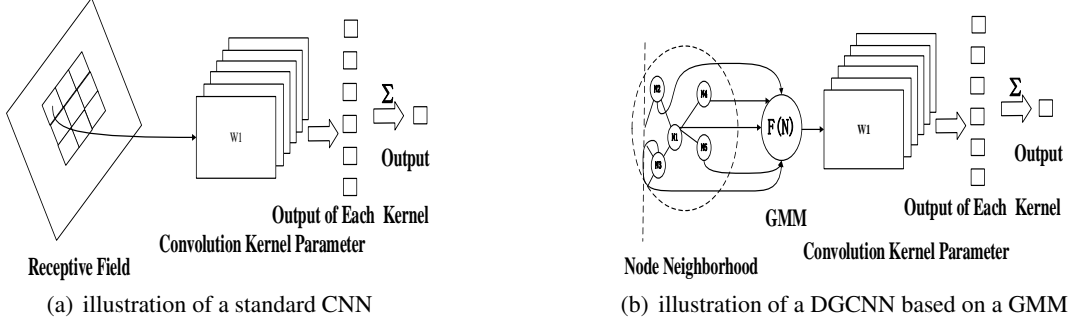 W1
Σ
Output
Output of Each Kernel
Convolution Kernel Parameter
Receptive Field
(a) illustration of a standard CNN
N2
N4
N1
N3
N5
F(N)
W1
Σ
Output
GMM
Output of Each Kernel
Convolution Kernel Parameter
Node Neighborhood
(b) illustration of a DGCNN based on a GMM